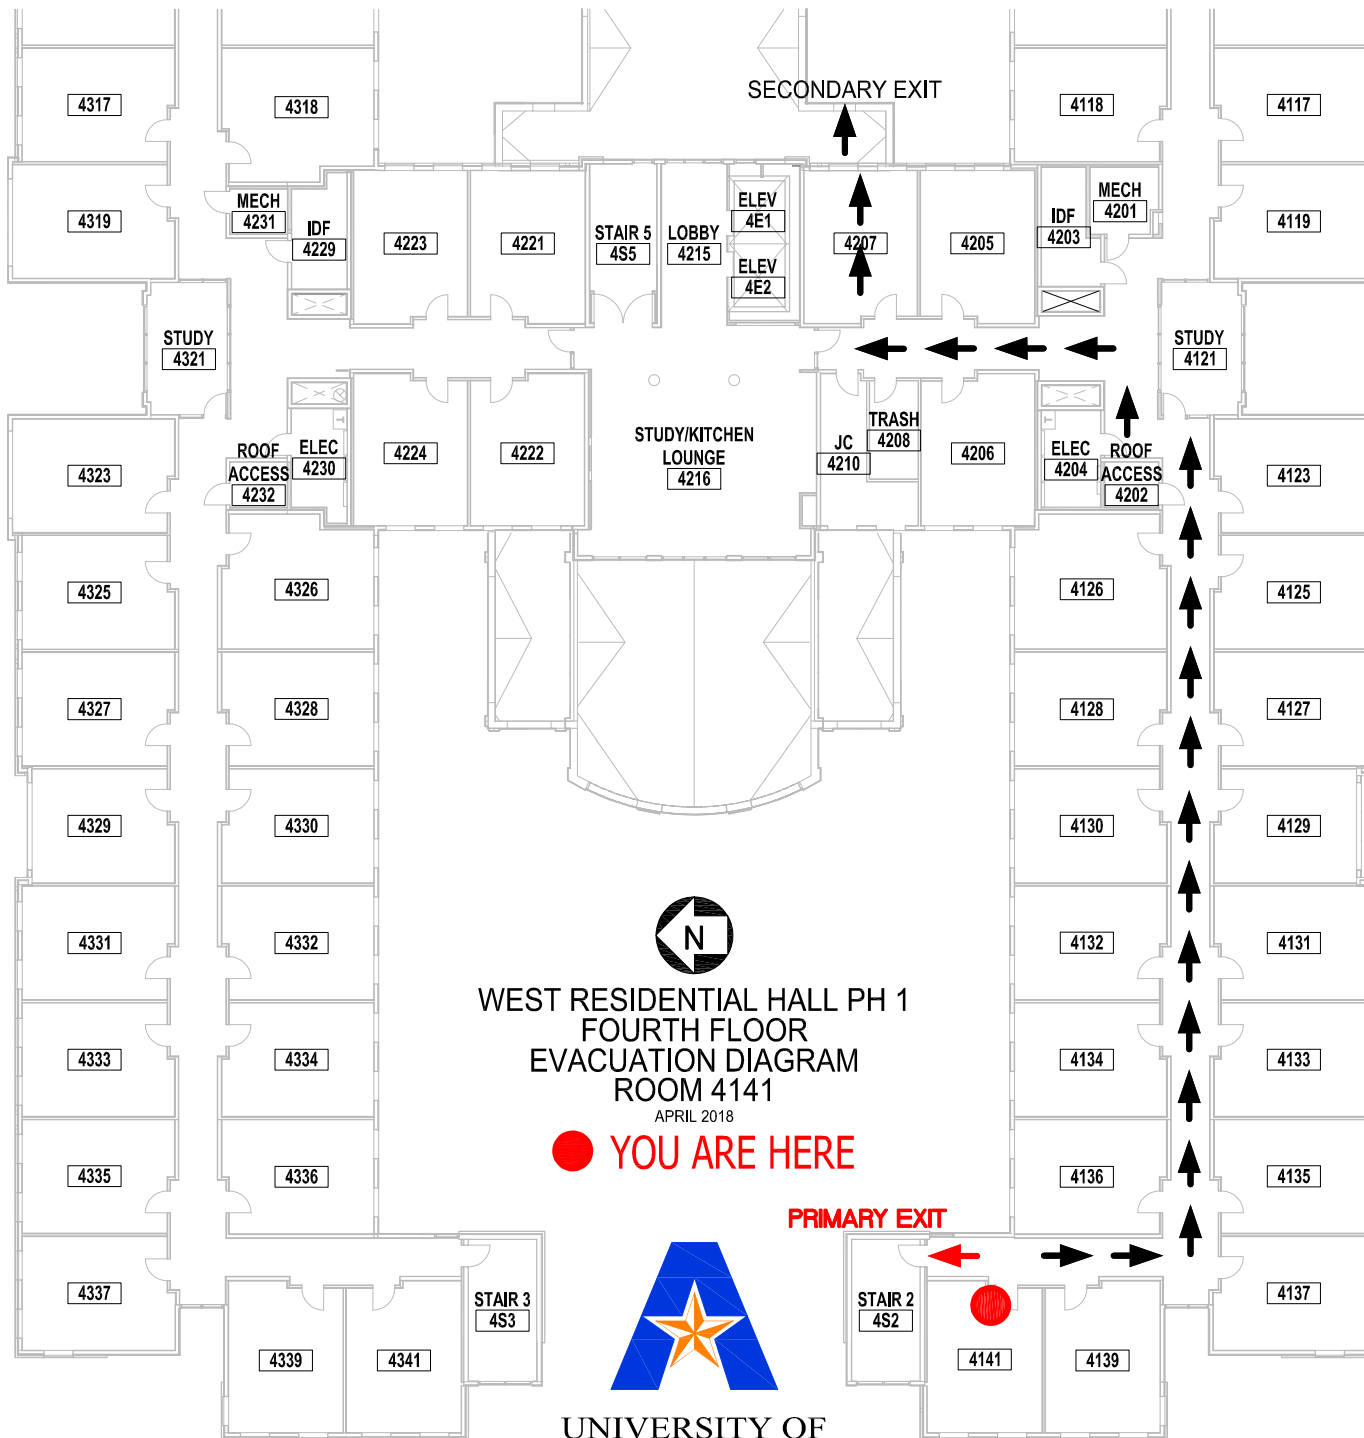 4317
4318
SECONDARY EXIT
4118
4117
4319
MECH
4231
IDF
4229
4223
4221
STAIR 5
4S5
LOBBY
4215
ELEV
4E1
ELEV
4E2
4207
4205
IDF
4203
MECH
4201
4119
STUDY
4321
STUDY
4121
4323
ROOF
ACCESS
4232
ELEC
4230
4224
4222
STUDY/KITCHEN
LOUNGE
4216
JC
4210
TRASH
4208
4206
ELEC
4204
ROOF
ACCESS
4202
4123
4325
4326
4126
4125
4327
4328
4128
4127
4329
4330
4130
4129
4331
4332
N
4132
4131
WEST RESIDENTIAL HALL PH 1
FOURTH FLOOR
EVACUATION DIAGRAM
ROOM 4141
APRIL 2018
YOU ARE HERE
4333
4334
4134
4133
4335
4336
4136
4135
PRIMARY EXIT
4337
STAIR 3
4S3
STAIR 2
4S2
4137
4339
4341
4141
4139
UNIVERSITY OF